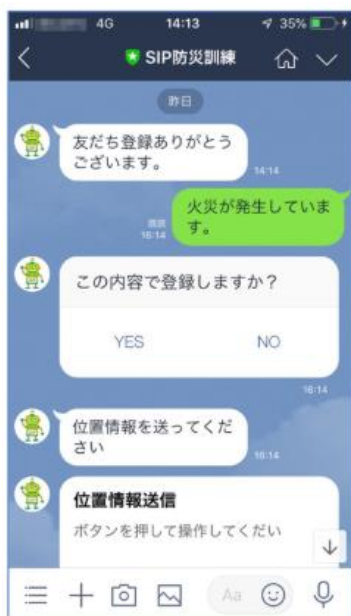 4G 14:13 35%
SIP防災訓練
昨日
友だち登録ありがとう
ございます。
14:14
火災が発生していま
す。
既読
16:14
この内容で登録しますか？
YES NO
16:14
位置情報を送ってくだ
さい
16:14
位置情報送信
ボタンを押して操作してくだい
Aa